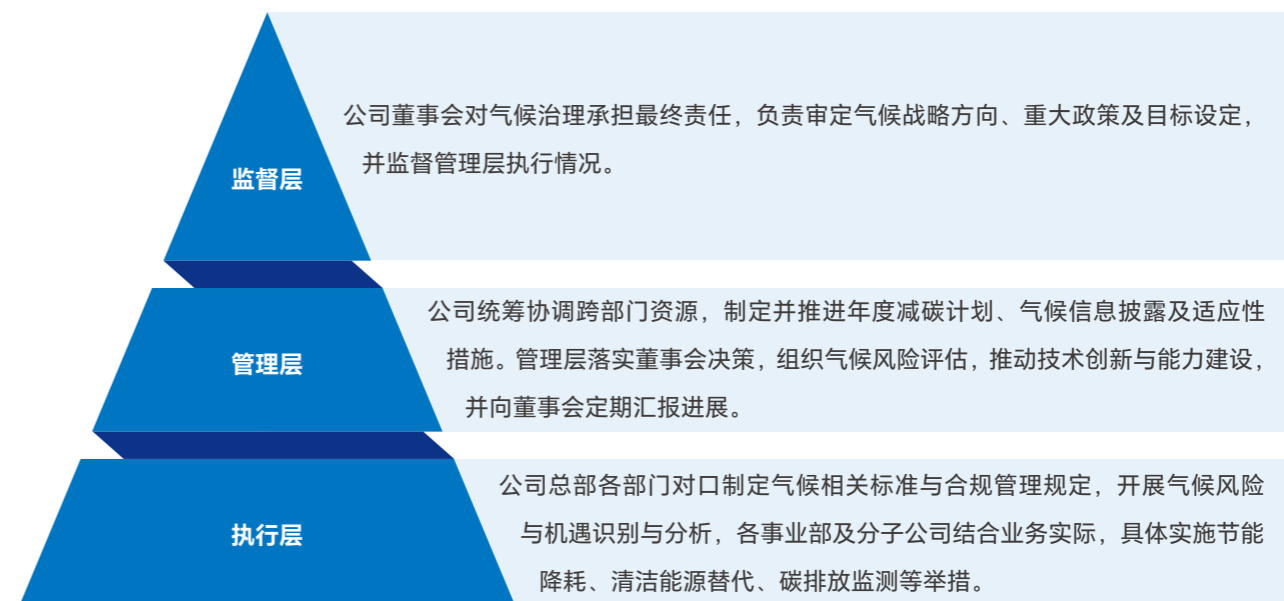 公司董事会对气候治理承担最终责任，负责审定气候战略方向、重大政策及目标设定，
并监督管理层执行情况。
监督层
公司统筹协调跨部门资源，制定并推进年度减碳计划、气候信息披露及适应性
措施。管理层落实董事会决策，组织气候风险评估，推动技术创新与能力建设，
并向董事会定期汇报进展。
管理层
公司总部各部门对口制定气候相关标准与合规管理规定，开展气候风险
与机遇识别与分析，各事业部及分子公司结合业务实际，具体实施节能
降耗、清洁能源替代、碳排放监测等举措。
执行层